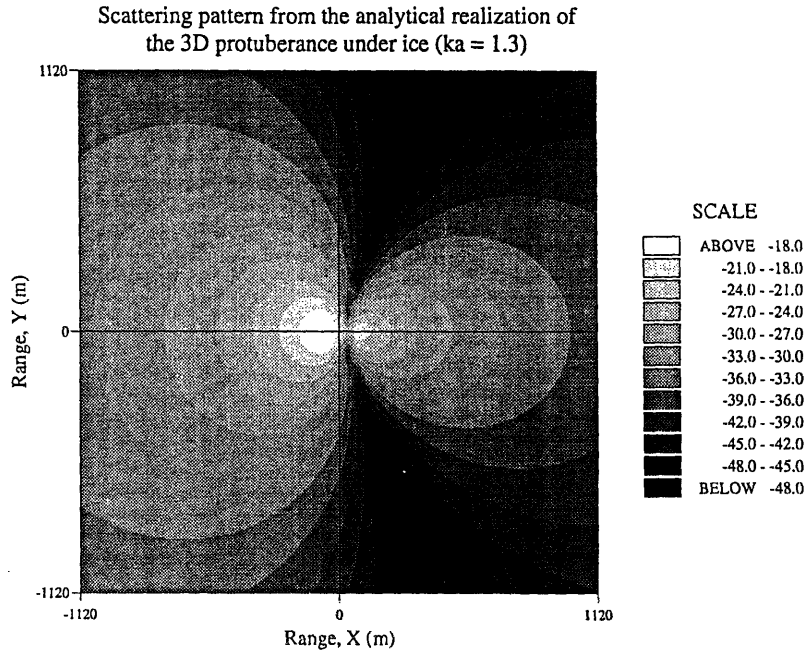 Scattering pattern from the analytical realization of
the 3D protuberance under ice (ka = 1.3)
1120
Range, Y (m)
0
-1120
-1120
0
1120
Range, X (m)
SCALE
ABOVE -18.0
-21.0 - -18.0
-24.0 - -21.0
-27.0 - -24.0
-30.0 - -27.0
-33.0 - -30.0
-36.0 - -33.0
-39.0 - -36.0
-42.0 - -39.0
-45.0 - -42.0
-48.0 - -45.0
BELOW -48.0